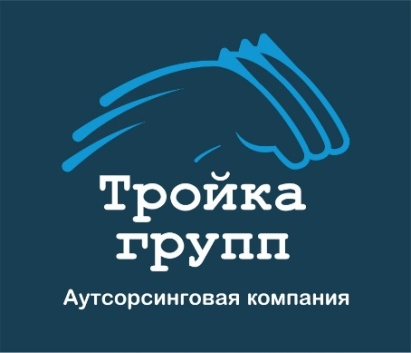 Тройка
групп
Аутсорсинговая компания